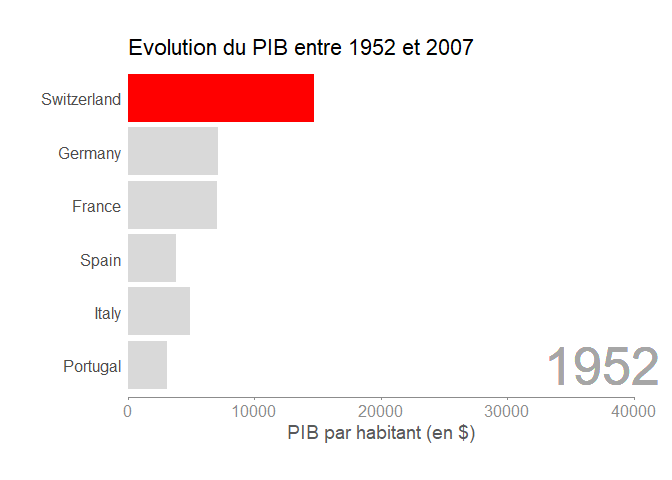 Evolution du PIB entre 1952 et 2007
Switzerland
Germany
France
Spain
Italy
Portugal
1952
0 10000 20000 30000 40000
PIB par habitant (en $)